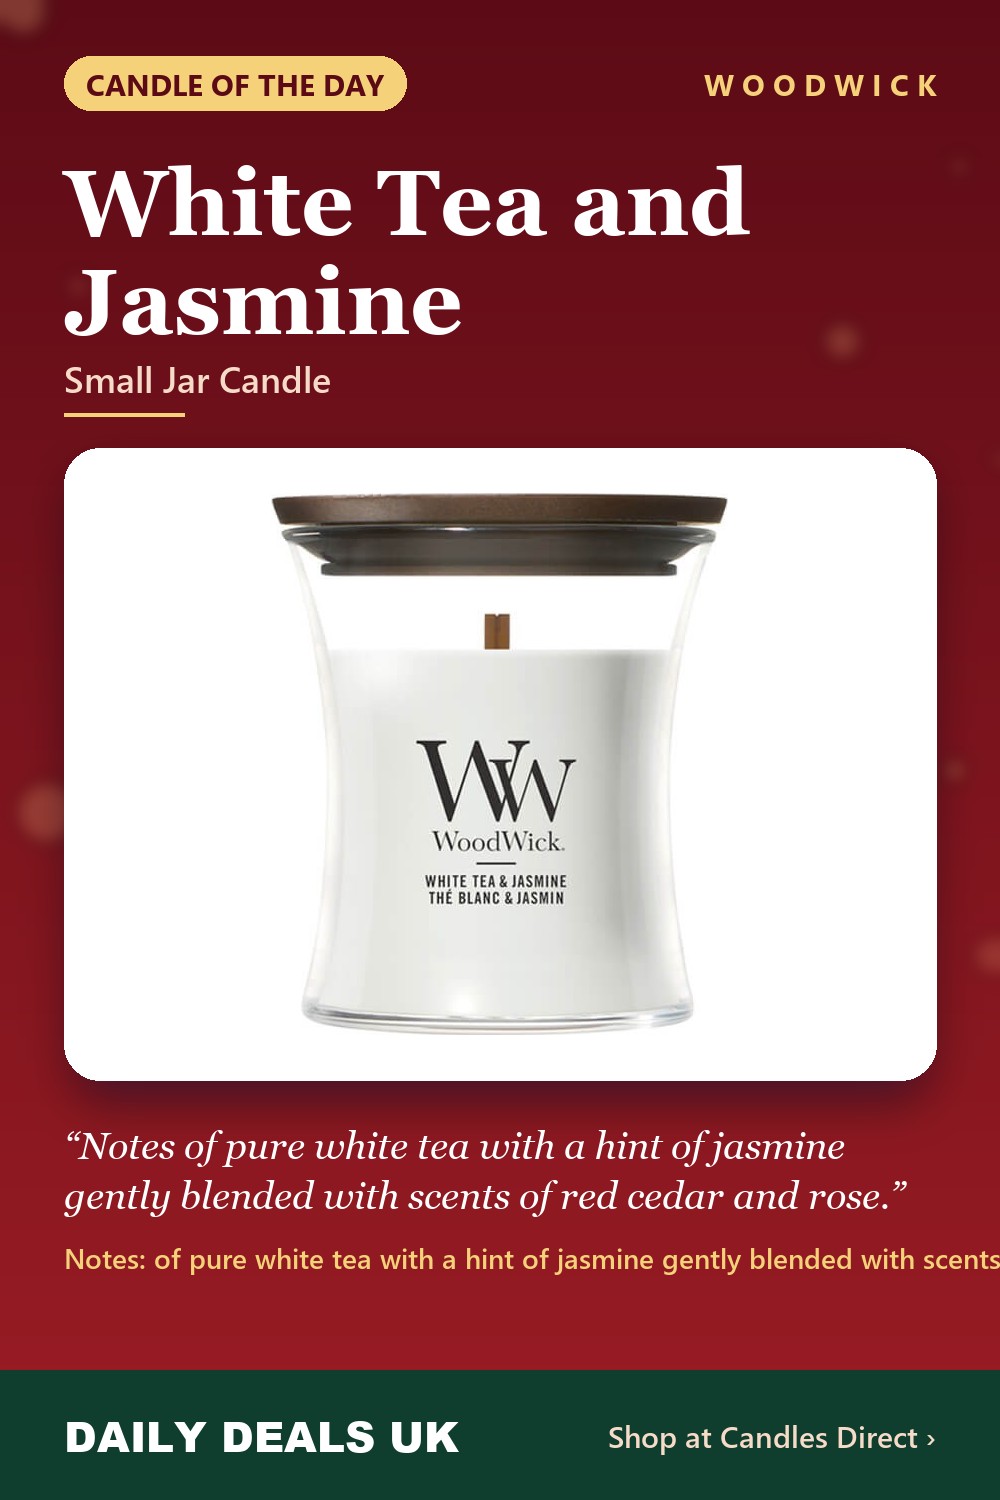 CANDLE OF THE DAY
WOODWICK
White Tea and
Jasmine
Small Jar Candle
WW
WoodWick.
WHITE TEA & JASMINE
THÉ BLANC & JASMIN
“Notes of pure white tea with a hint of jasmine
gently blended with scents of red cedar and rose.”
Notes: of pure white tea with a hint of jasmine gently blended with scents
DAILY DEALS UK
Shop at Candles Direct ›